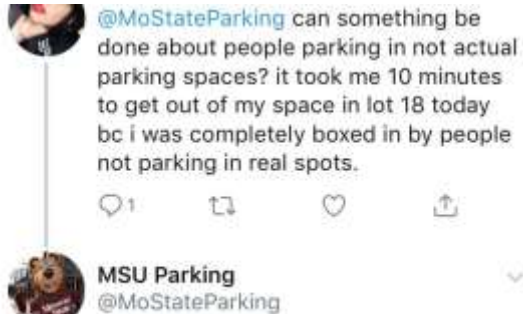 @MoStateParking can something be
done about people parking in not actual
parking spaces? it took me 10 minutes
to get out of my space in lot 18 today
bc i was completely boxed in by people
not parking in real spots.
1
MSU Parking
@MoStateParking